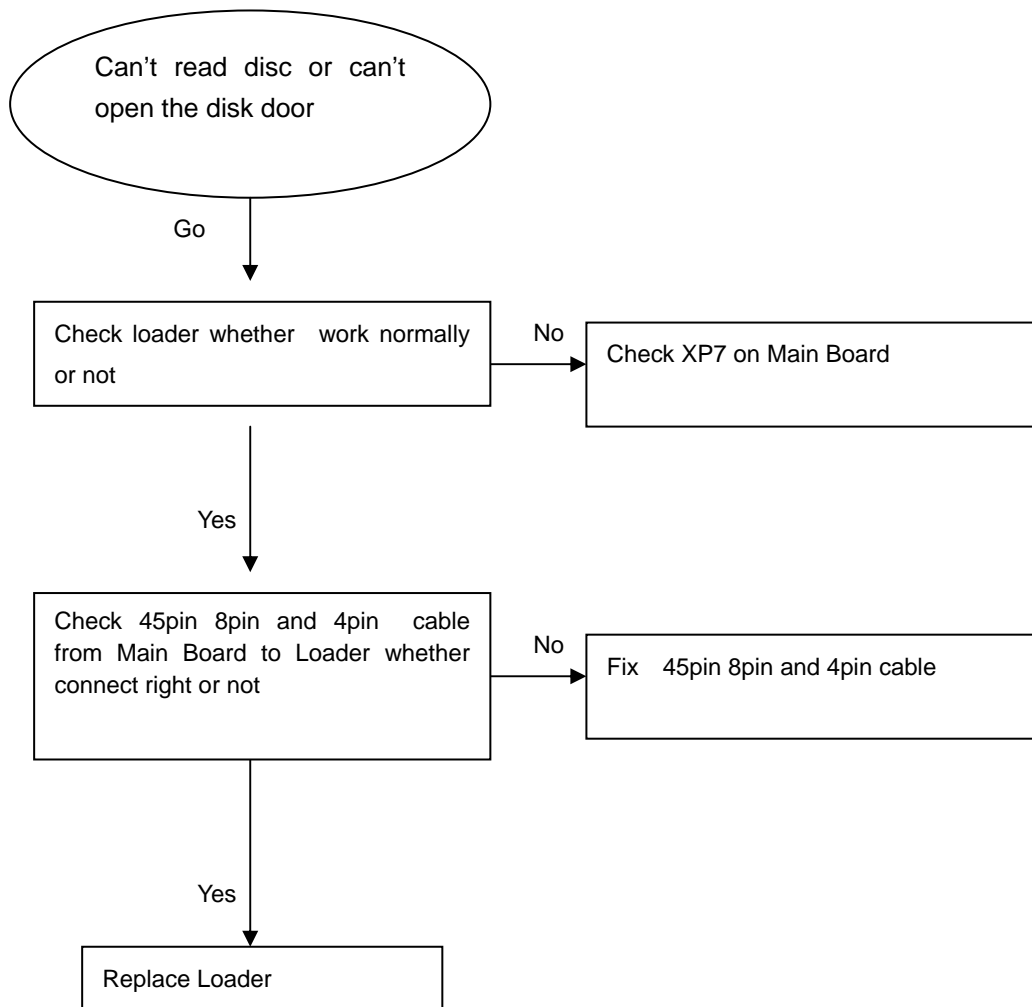 Can't read disc or can't
open the disk door
Go
Check loader whether work normally
or not
No
Check XP7 on Main Board
Yes
Check 45pin 8pin and 4pin cable
from Main Board to Loader whether
connect right or not
No
Fix 45pin 8pin and 4pin cable
Yes
Replace Loader